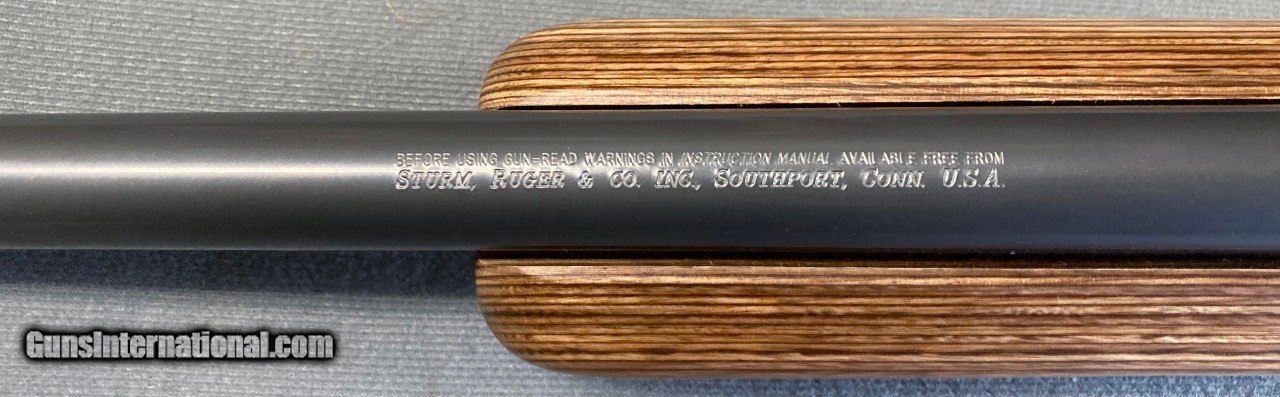 BEFORE USING GUN-READ WARNINGS IN INSTRUCTION MANUAL AVAILABLE FREE FROM
STURM, RUGER & CO. INC., SOUTHPORT, CONN. U.S.A.
GunsInternational.com